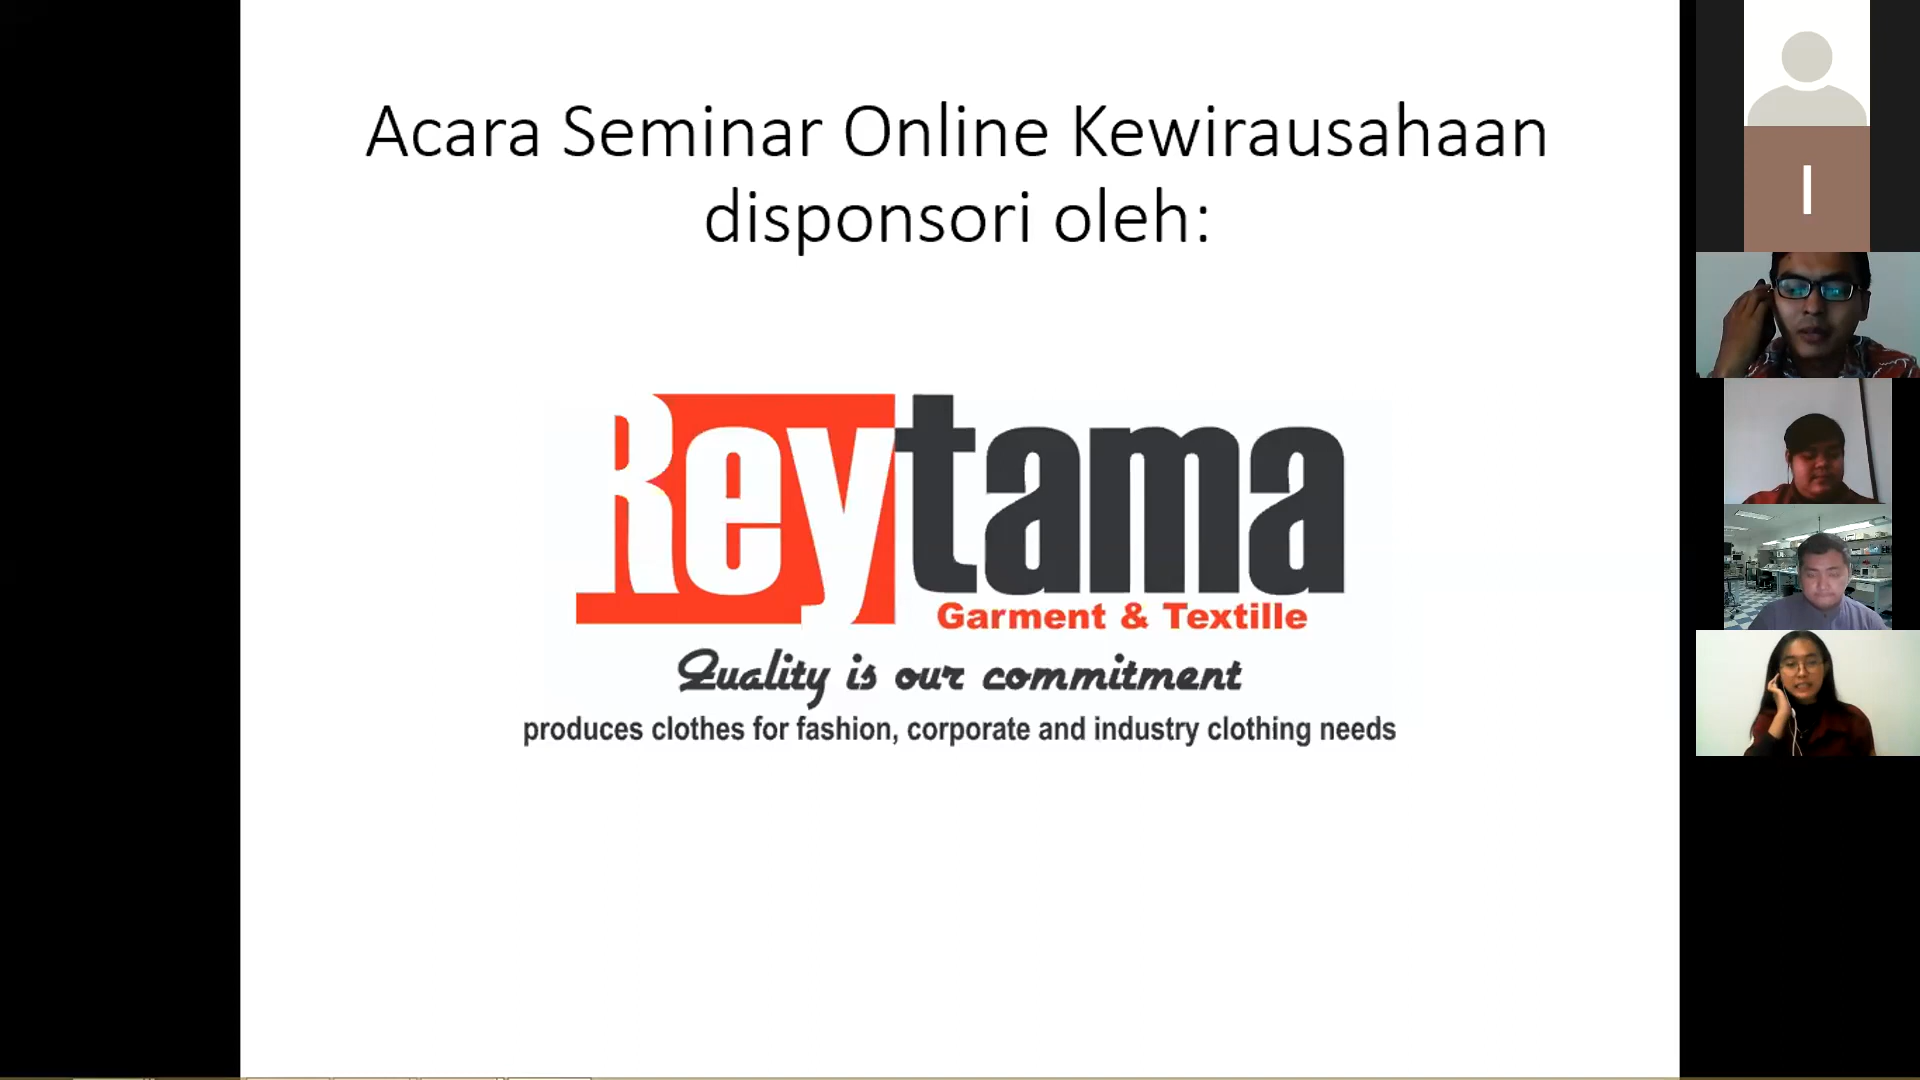 Acara Seminar Online Kewirausahaan
disponsori oleh:
Reytama
Garment & Textille
Quality is our commitment
produces clothes for fashion, corporate and industry clothing needs
I